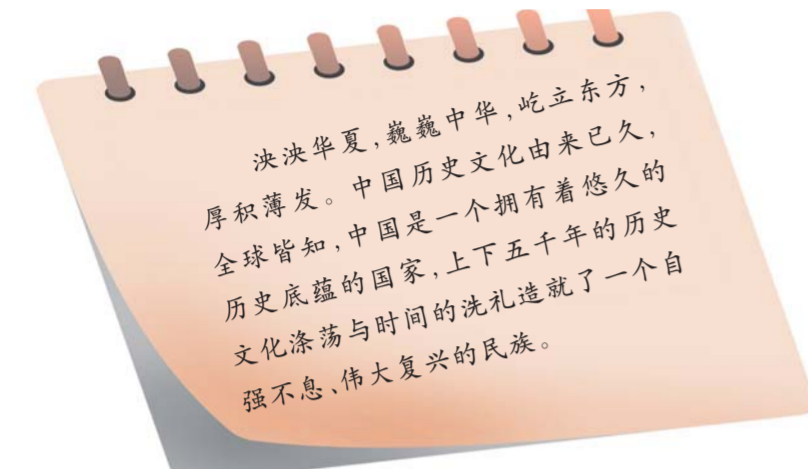 泱泱华夏,巍巍中华,屹立东方,
厚积薄发。中国历史文化由来已久,
全球皆知,中国是一个拥有着悠久的
历史底蕴的国家,上下五千年的历史
文化涤荡与时间的洗礼造就了一个自
强不息、伟大复兴的民族。